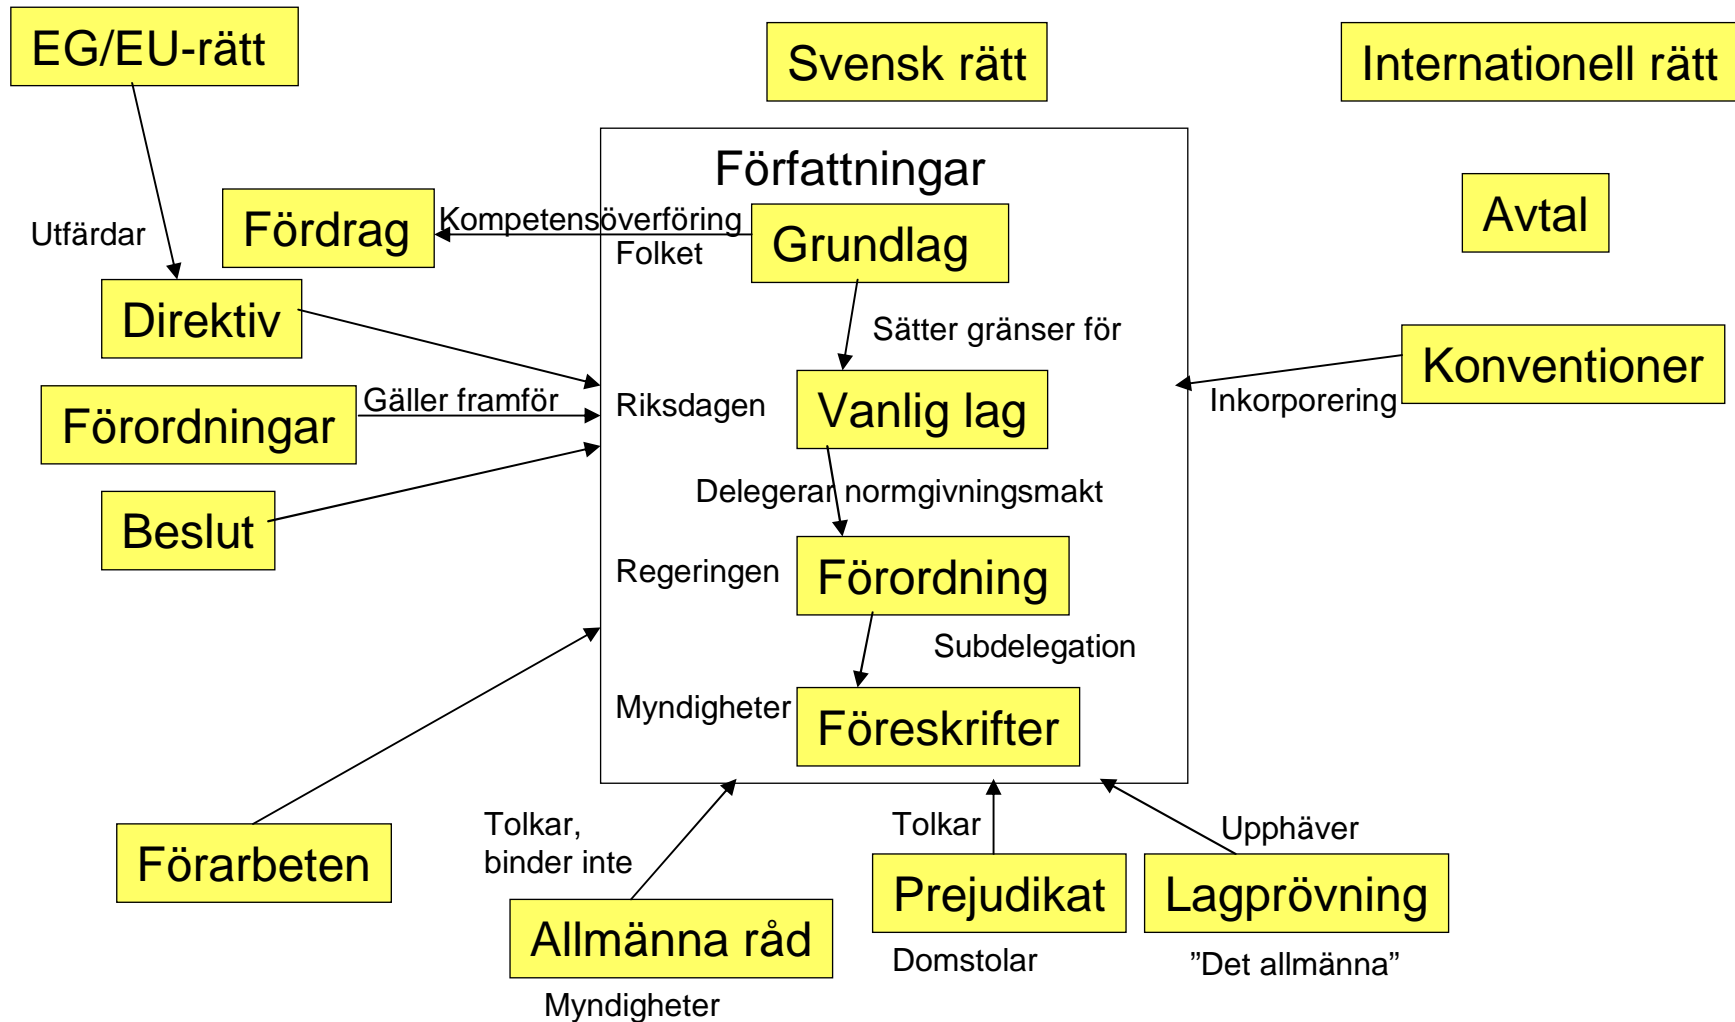 EG/EU-rätt
Svensk rätt
Internationell rätt
Författningar
Avtal
Utfärdar
Fördrag
Kompetensöverföring
Folket
Grundlag
Direktiv
Sätter gränser för
Konventioner
Förordningar
Gäller framför
Riksdagen
Vanlig lag
Inkorporering
Beslut
Delegerar normgivningsmakt
Regeringen
Förordning
Subdelegation
Myndigheter
Föreskrifter
Förarbeten
Tolkar,
binder inte
Tolkar
Upphäver
Allmänna råd
Prejudikat
Lagprövning
Myndigheter
Domstolar
”Det allmänna”